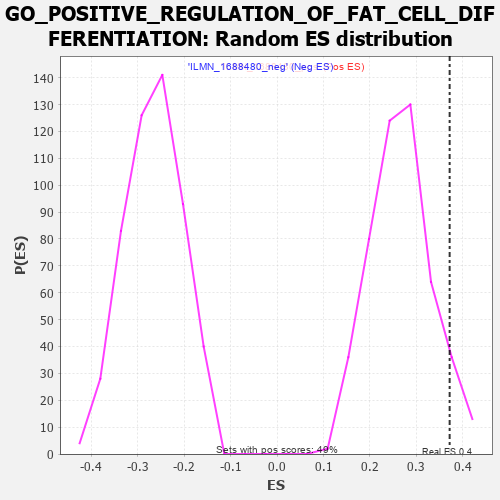 GO_POSITIVE_REGULATION_OF_FAT_CELL_DIF
FERENTIATION: Random ES distribution
'ILMN_1688480_neg' (Neg ES)os ES)
140
130
120
110
100
90
80
70
60
50
40
30
20
10
0
P(ES)
Sets with pos scores: 49%
Real ES 0.4
-0.4 -0.3 -0.2 -0.1 0.0 0.1 0.2 0.3 0.4
ES